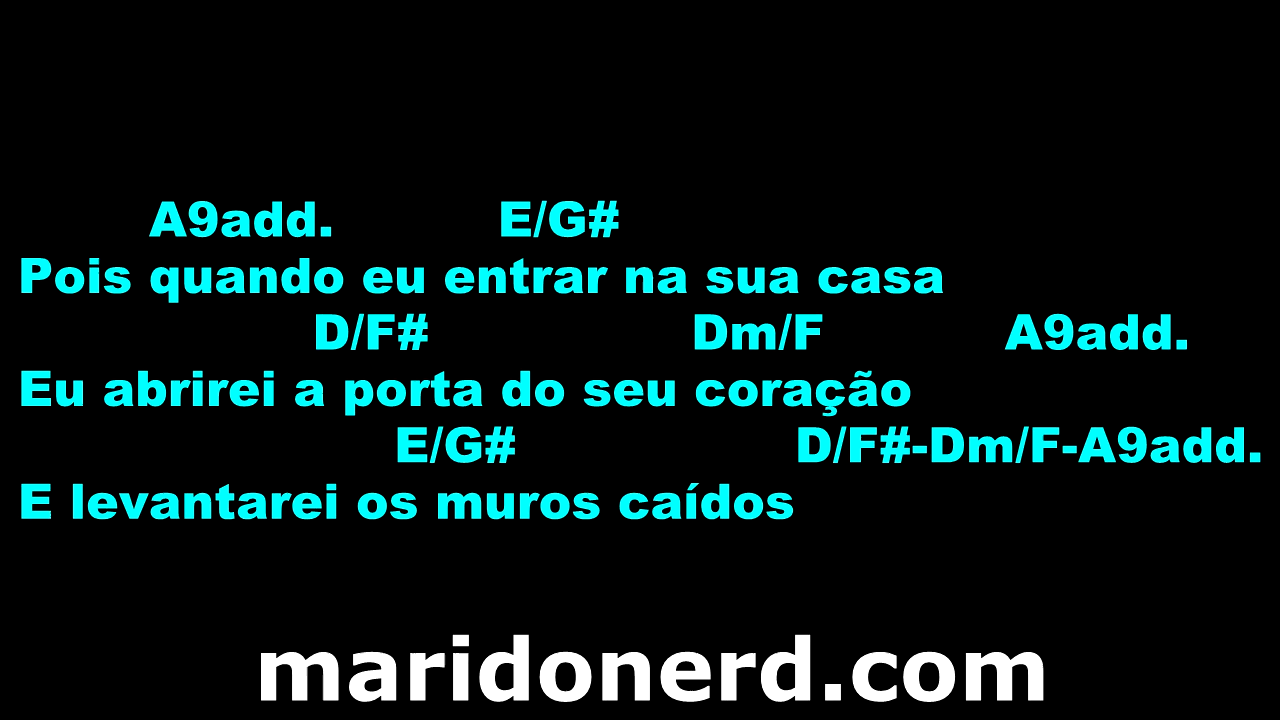 A9add. E/G#
Pois quando eu entrar na sua casa
D/F# Dm/F A9add.
Eu abrirei a porta do seu coração
E/G# D/F#-Dm/F-A9add.
E levantarei os muros caídos
maridonerd.com